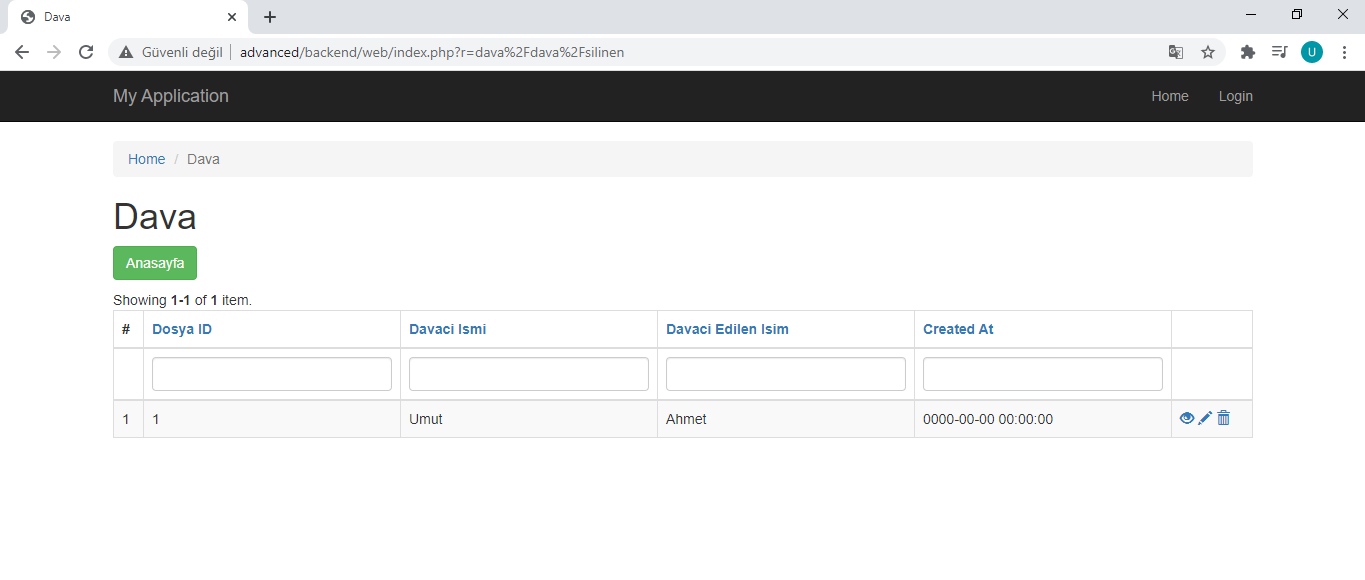 Dava
Güvenli değil advanced/backend/web/index.php?r=dava%2Fdava%2Fsilinen
U
My Application Home Login
Home / Dava
Dava
Anasayfa
Showing 1-1 of 1 item.
# Dosya ID Davaci Ismi Davaci Edilen Isim Created At
1 1 Umut Ahmet 0000-00-00 00:00:00